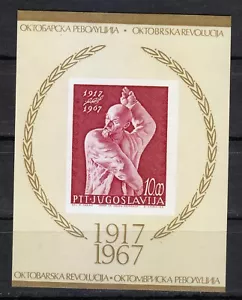 ОКТОБАРСКА РЕВОЛУЦИЈА · OKTOBRSKA REVOLUCIJA
1917
1967
10.00
PTT-JUGOSLAVIJA
1917
1967
OKTOBARSKA REVOLUCIJA · ОКТОМВРИСКА РЕВОЛУЦИЈА